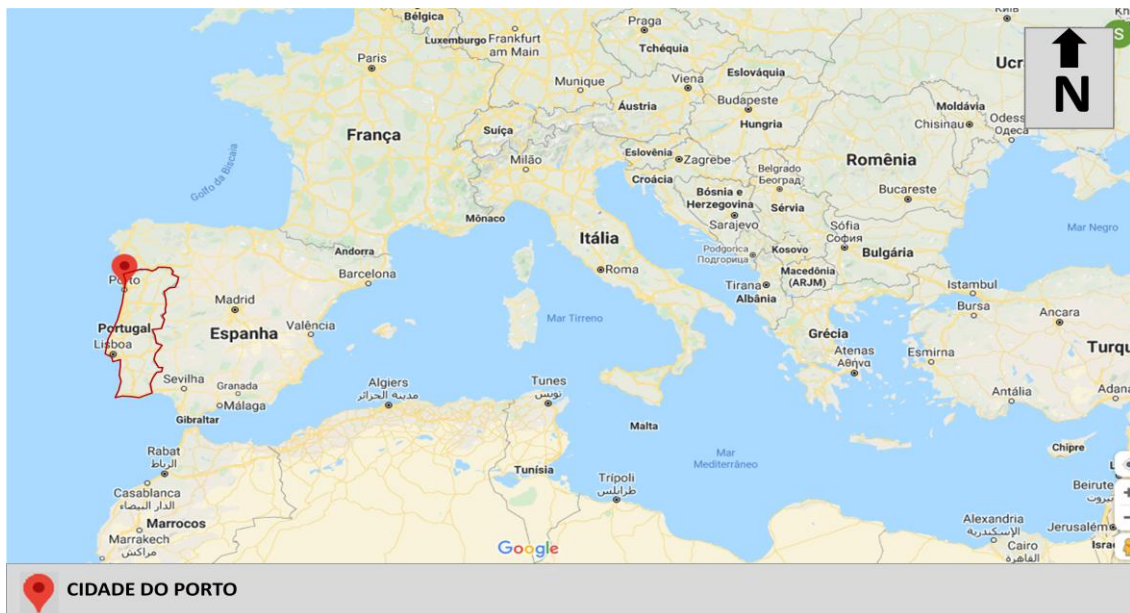 Bélgica
Luxemburgo
Frankfurt
am Main
Praga
Tchéquia
Paris
Munique
Viena
Eslováquia
Ucr
S
N
Áustria
Budapeste
Hungria
Moldávia
Chisinau
Odess
Одеса
França
Suíça
Milão
Eslovênia
Zagrebe
Croácia
Romênia
Golfo da Biscaia
Bósnia e
Herzegovina
Sarajevo
Belgrado
Београд
Sérvia
Bucareste
Mônaco
Andorra
Itália
Podgorica
Подгорица
Kosovo
Sófia
София
Bulgária
Mar Negro
Porto
Barcelona
Roma
Macedônia
(ARJM)
Tirana
Albânia
Istambul
Bursa
Ancara
Madrid
Portugal
Espanha
Valência
Mar Tirreno
Lisboa
Grécia
Atenas
Αθήνα
Esmirna
Turqu
Sevilha
Granada
Málaga
Algiers
مدينة الجزائر
Tunes
تونس
Antália
Adana
Gibraltar
Malta
Chipre
Rabat
الرباط
Tunísia
Mar
Mediterrâneo
Trípoli
طرابلس
Beirute
بيروت
Casablanca
الدار البيضاء
Marrocos
Marrakech
مراكش
Alexandria
الإسكندرية
Jerusalém
Cairo
القاهرة
Israe
Google
CIDADE DO PORTO